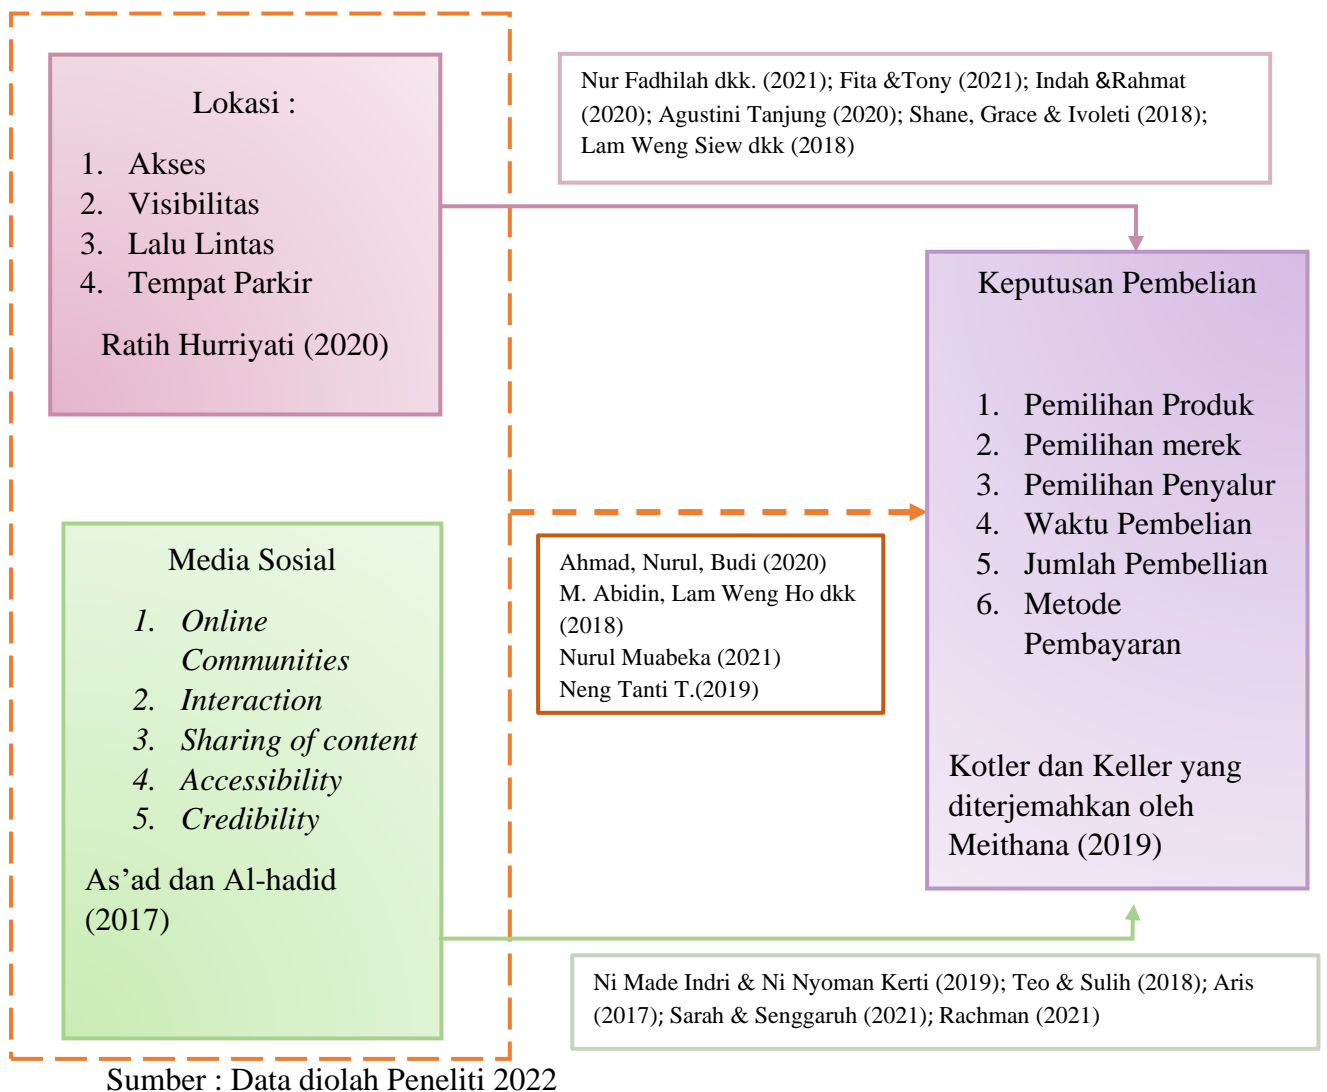 Lokasi :
1. Akses
2. Visibilitas
3. Lalu Lintas
4. Tempat Parkir
Ratih Hurriyati (2020)
Nur Fadhilah dkk. (2021); Fita &Tony (2021); Indah &Rahmat
(2020); Agustini Tanjung (2020); Shane, Grace & Ivoleti (2018);
Lam Weng Siew dkk (2018)
Keputusan Pembelian
1. Pemilihan Produk
2. Pemilihan merek
3. Pemilihan Penyalur
4. Waktu Pembelian
5. Jumlah Pembellian
6. Metode
Pembayaran
Kotler dan Keller yang
diterjemahkan oleh
Meithana (2019)
Media Sosial
1. Online
Communities
2. Interaction
3. Sharing of content
4. Accessibility
5. Credibility
As’ad dan Al-hadid
(2017)
Ahmad, Nurul, Budi (2020)
M. Abidin, Lam Weng Ho dkk
(2018)
Nurul Muabeka (2021)
Neng Tanti T.(2019)
Ni Made Indri & Ni Nyoman Kerti (2019); Teo & Sulih (2018); Aris
(2017); Sarah & Senggaruh (2021); Rachman (2021)
Sumber : Data diolah Peneliti 2022